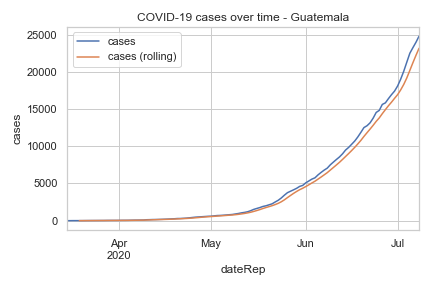 COVID-19 cases over time - Guatemala
cases
cases (rolling)
25000
20000
15000
10000
5000
0
cases
Apr
2020
May
Jun
Jul
dateRep